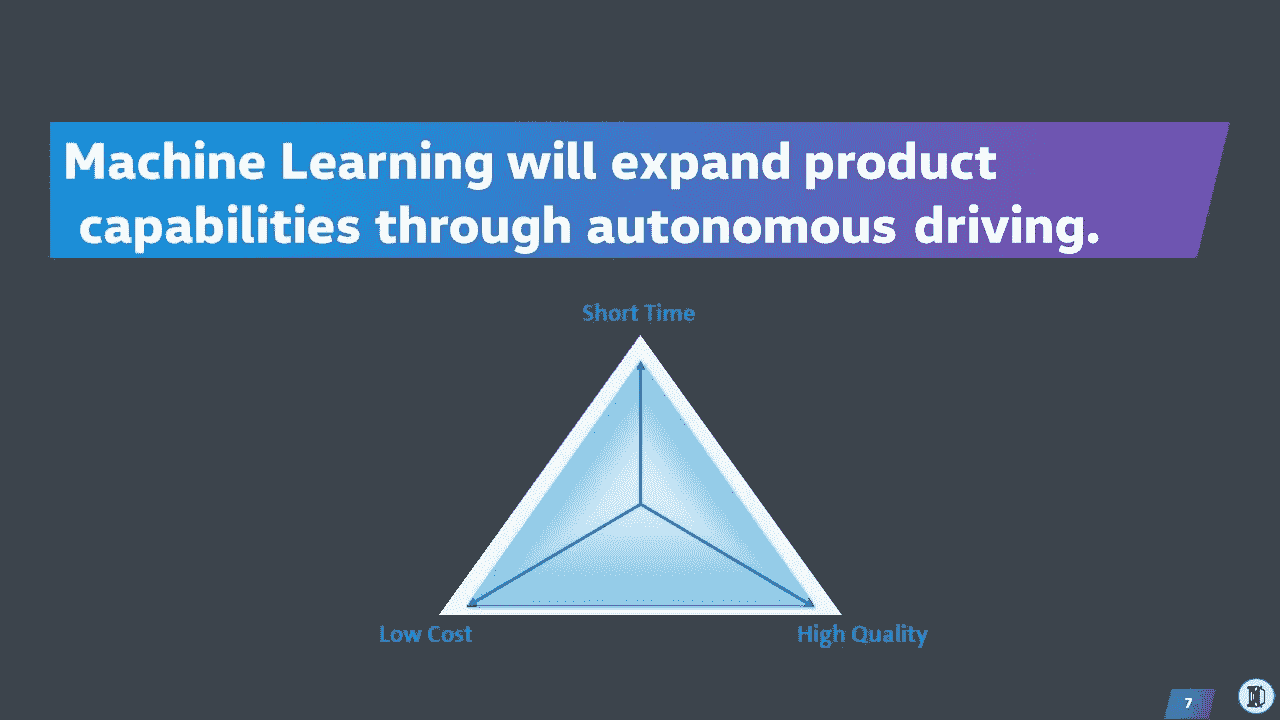 Machine Learning will expand product
capabilities through autonomous driving.
Short Time
Low Cost
High Quality
7